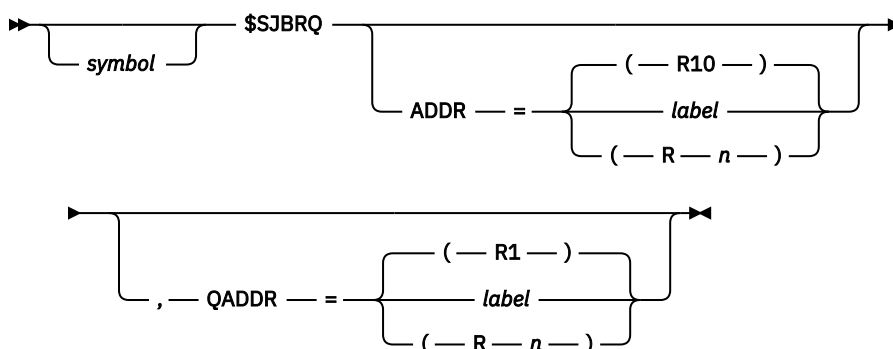 $SJBRQ
symbol
( R10 )
ADDR = label
( R n )
( R1 )
, QADDR = label
( R n )